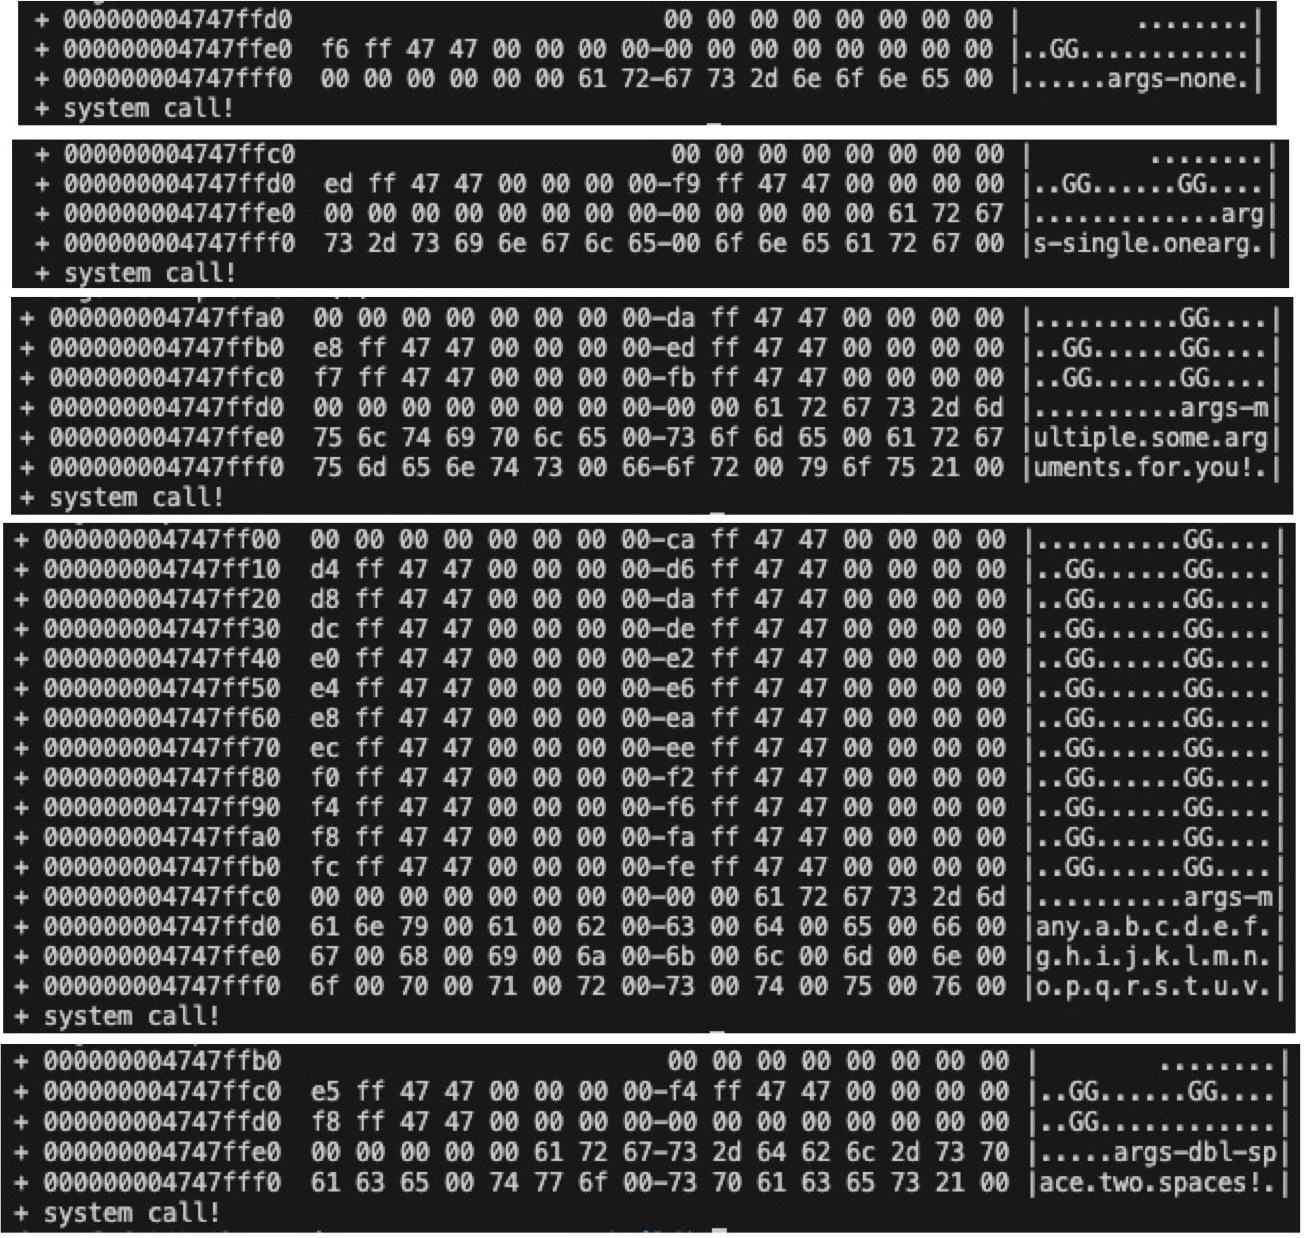 + 000000004747ffd0 00 00 00 00 00 00 00 00 | ........|
+ 000000004747ffe0 f6 ff 47 47 00 00 00 00-00 00 00 00 00 00 00 00 |..GG............|
+ 000000004747fff0 00 00 00 00 00 00 61 72-67 73 2d 6e 6f 6e 65 00 |......args-none.|
+ system call!
+ 000000004747ffc0 00 00 00 00 00 00 00 00 | ........|
+ 000000004747ffd0 ed ff 47 47 00 00 00 00-f9 ff 47 47 00 00 00 00 |..GG......GG....|
+ 000000004747ffe0 00 00 00 00 00 00 00 00-00 00 00 00 00 61 72 67 |.............arg|
+ 000000004747fff0 73 2d 73 69 6e 67 6c 65-00 6f 6e 65 61 72 67 00 |s-single.onearg.|
+ system call!
+ 000000004747ffa0 00 00 00 00 00 00 00 00-da ff 47 47 00 00 00 00 |..........GG....|
+ 000000004747ffb0 e8 ff 47 47 00 00 00 00-ed ff 47 47 00 00 00 00 |..GG......GG....|
+ 000000004747ffc0 f7 ff 47 47 00 00 00 00-fb ff 47 47 00 00 00 00 |..GG......GG....|
+ 000000004747ffd0 00 00 00 00 00 00 00 00-00 00 61 72 67 73 2d 6d |..........args-m|
+ 000000004747ffe0 75 6c 74 69 70 6c 65 00-73 6f 6d 65 00 61 72 67 |ultiple.some.arg|
+ 000000004747fff0 75 6d 65 6e 74 73 00 66-6f 72 00 79 6f 75 21 00 |uments.for.you!.|
+ system call!
+ 000000004747ff00 00 00 00 00 00 00 00 00-ca ff 47 47 00 00 00 00 |..........GG....|
+ 000000004747ff10 d4 ff 47 47 00 00 00 00-d6 ff 47 47 00 00 00 00 |..GG......GG....|
+ 000000004747ff20 d8 ff 47 47 00 00 00 00-da ff 47 47 00 00 00 00 |..GG......GG....|
+ 000000004747ff30 dc ff 47 47 00 00 00 00-de ff 47 47 00 00 00 00 |..GG......GG....|
+ 000000004747ff40 e0 ff 47 47 00 00 00 00-e2 ff 47 47 00 00 00 00 |..GG......GG....|
+ 000000004747ff50 e4 ff 47 47 00 00 00 00-e6 ff 47 47 00 00 00 00 |..GG......GG....|
+ 000000004747ff60 e8 ff 47 47 00 00 00 00-ea ff 47 47 00 00 00 00 |..GG......GG....|
+ 000000004747ff70 ec ff 47 47 00 00 00 00-ee ff 47 47 00 00 00 00 |..GG......GG....|
+ 000000004747ff80 f0 ff 47 47 00 00 00 00-f2 ff 47 47 00 00 00 00 |..GG......GG....|
+ 000000004747ff90 f4 ff 47 47 00 00 00 00-f6 ff 47 47 00 00 00 00 |..GG......GG....|
+ 000000004747ffa0 f8 ff 47 47 00 00 00 00-fa ff 47 47 00 00 00 00 |..GG......GG....|
+ 000000004747ffb0 fc ff 47 47 00 00 00 00-fe ff 47 47 00 00 00 00 |..GG......GG....|
+ 000000004747ffc0 00 00 00 00 00 00 00 00-00 00 61 72 67 73 2d 6d |..........args-m|
+ 000000004747ffd0 61 6e 79 00 61 00 62 00-63 00 64 00 65 00 66 00 |any.a.b.c.d.e.f.|
+ 000000004747ffe0 67 00 68 00 69 00 6a 00-6b 00 6c 00 6d 00 6e 00 |g.h.i.j.k.l.m.n.|
+ 000000004747fff0 6f 00 70 00 71 00 72 00-73 00 74 00 75 00 76 00 |o.p.q.r.s.t.u.v.|
+ system call!
+ 000000004747ffb0 00 00 00 00 00 00 00 00 | ........|
+ 000000004747ffc0 e5 ff 47 47 00 00 00 00-f4 ff 47 47 00 00 00 00 |..GG......GG....|
+ 000000004747ffd0 f8 ff 47 47 00 00 00 00-00 00 00 00 00 00 00 00 |..GG............|
+ 000000004747ffe0 00 00 00 00 00 61 72 67-73 2d 64 62 6c 2d 73 70 |.....args-dbl-sp|
+ 000000004747fff0 61 63 65 00 74 77 6f 00-73 70 61 63 65 73 21 00 |ace.two.spaces!.|
+ system call!